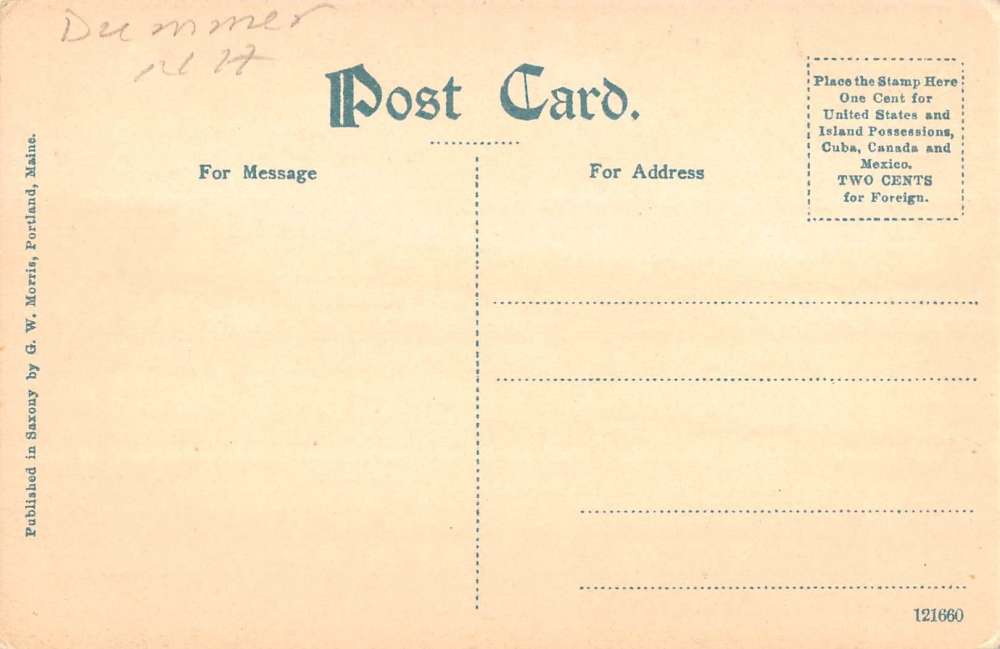 Dummer
NH
Post Card.
For Message
For Address
Place the Stamp Here
One Cent for
United States and
Island Possessions,
Cuba, Canada and
Mexico.
TWO CENTS
for Foreign.
Published in Saxony by G. W. Morris, Portland, Maine.
121660